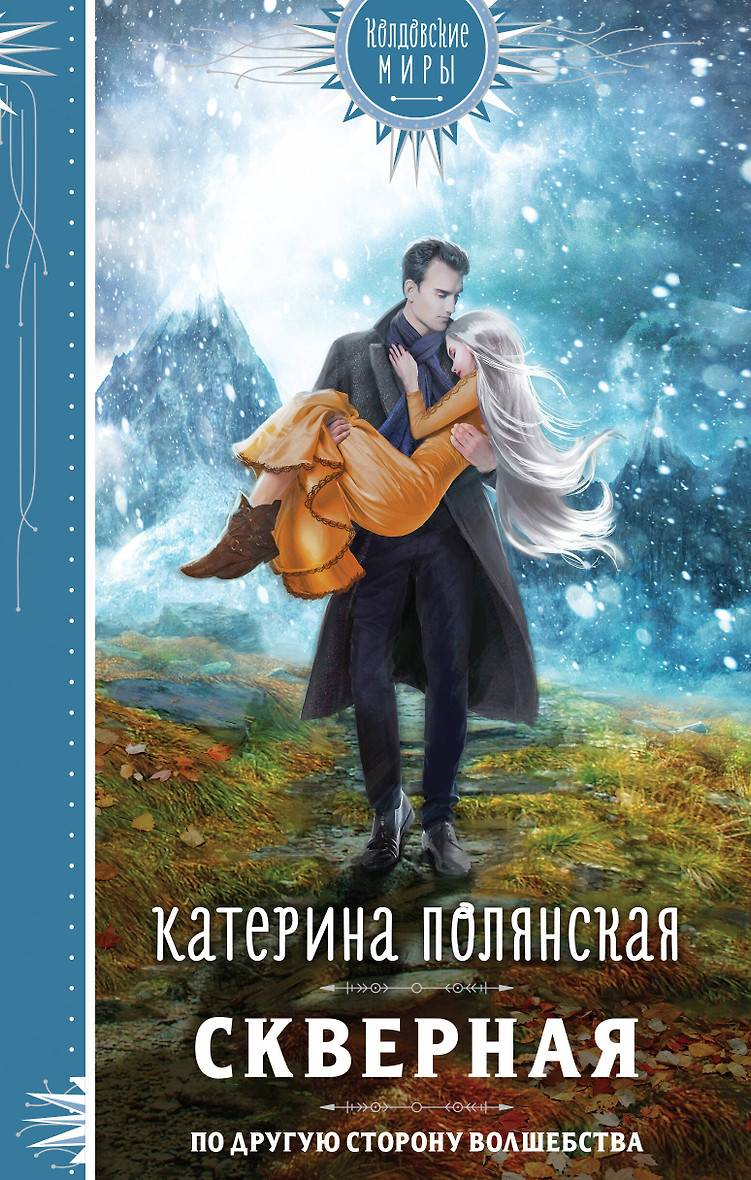 Колдовские
МИРЫ
КАТЕРИНА ПОЛЯНСКАЯ
СКВЕРНАЯ
ПО ДРУГУЮ СТОРОНУ ВОЛШЕБСТВА